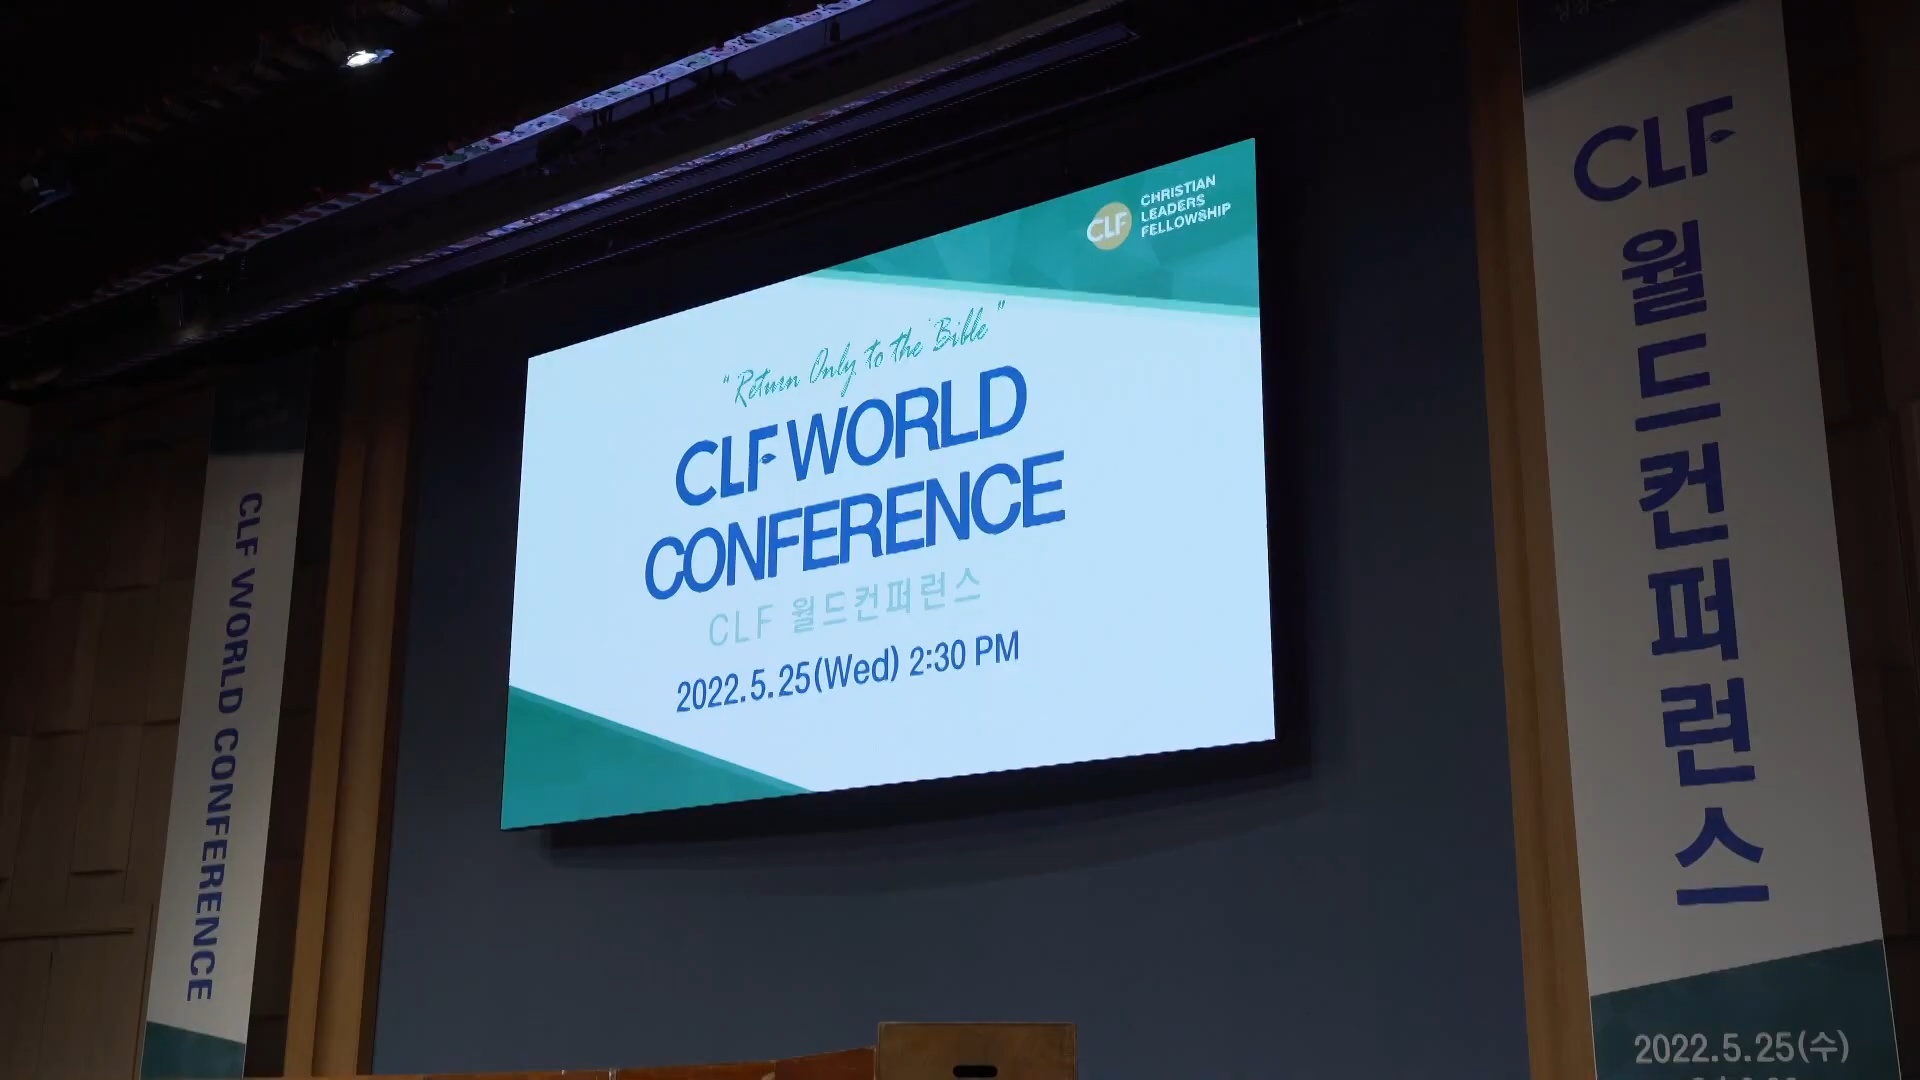 CLF WORLD CONFERENCE
CLF
CHRISTIAN
LEADERS
FELLOWSHIP
“Return Only to the Bible”
CLF WORLD
CONFERENCE
CLF 월드컨퍼런스
2022.5.25(Wed) 2:30 PM
CLF 월드컨퍼런스
2022.5.25(수)